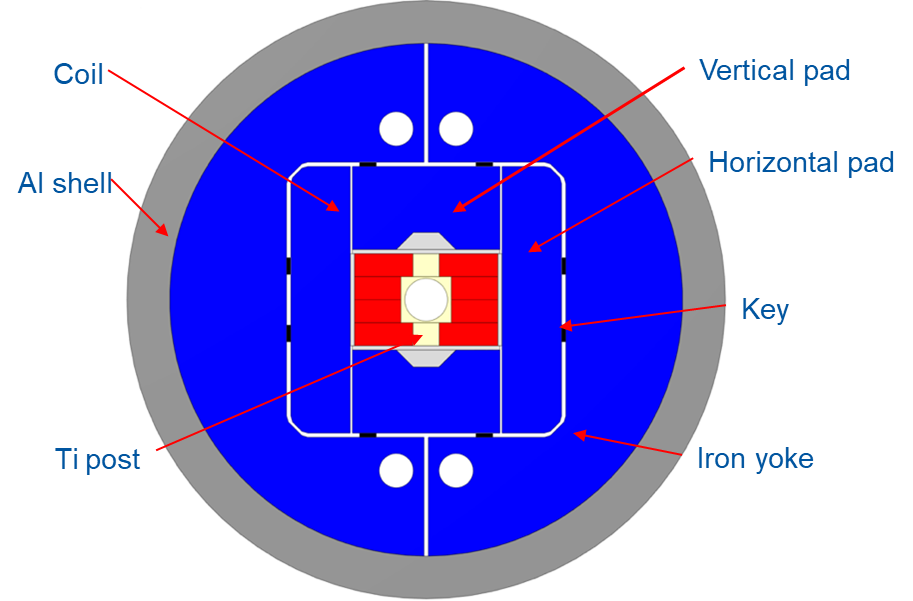 Coil
Vertical pad
Al shell
Horizontal pad
Key
Ti post
Iron yoke